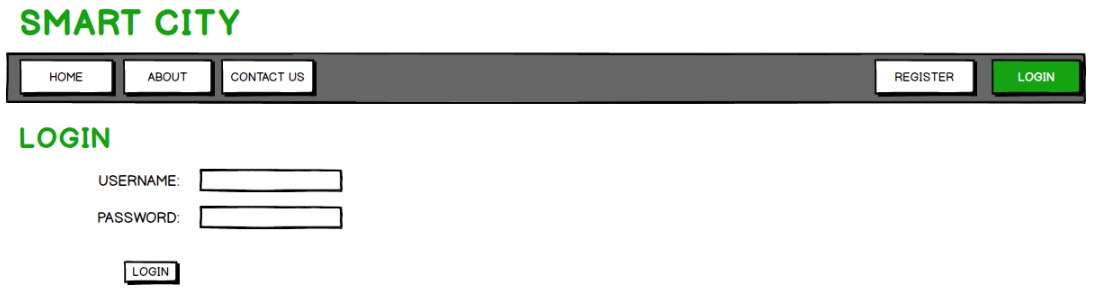 SMART CITY
HOME ABOUT CONTACT US REGISTER LOGIN
LOGIN
USERNAME:
PASSWORD:
LOGIN